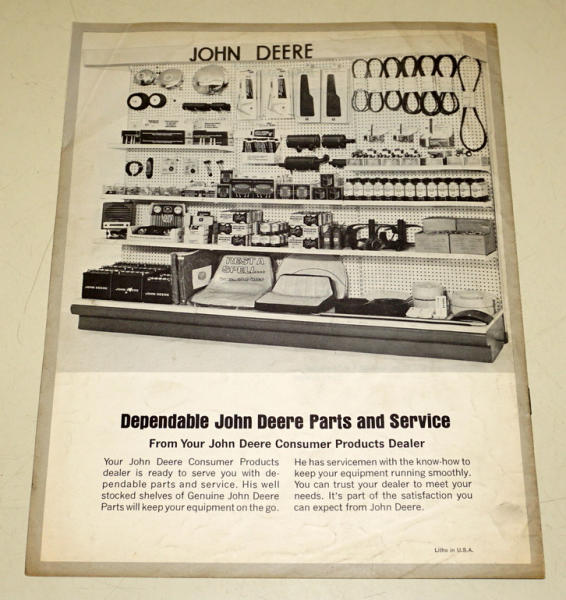 JOHN DEERE
REST A
SPELL...
JOHN DEERE JOHN DEERE
Dependable John Deere Parts and Service
From Your John Deere Consumer Products Dealer
Your John Deere Consumer Products
dealer is ready to serve you with de-
pendable parts and service. His well
stocked shelves of Genuine John Deere
Parts will keep your equipment on the go.
He has servicemen with the know-how to
keep your equipment running smoothly.
You can trust your dealer to meet your
needs. It's part of the satisfaction you
can expect from John Deere.
Litho in U.S.A.